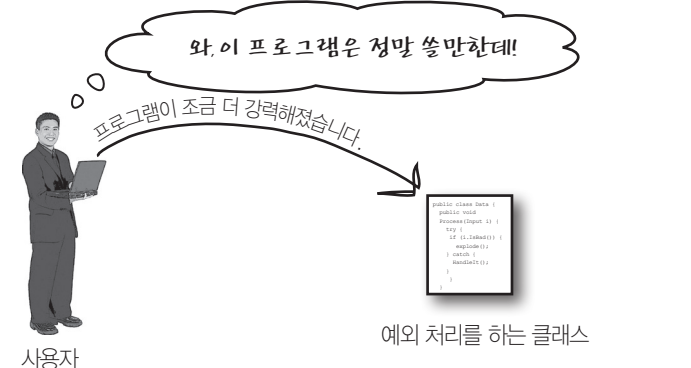 와, 이 프로그램은 정말 쓸만한데!
프로그램이 조금 더 강력해졌습니다.
public class Data {
public void
Process(Input i) {
try {
if (i.IsBad()) {
explode();
} catch {
HandleIt();
}
}
}
예외 처리를 하는 클래스
사용자